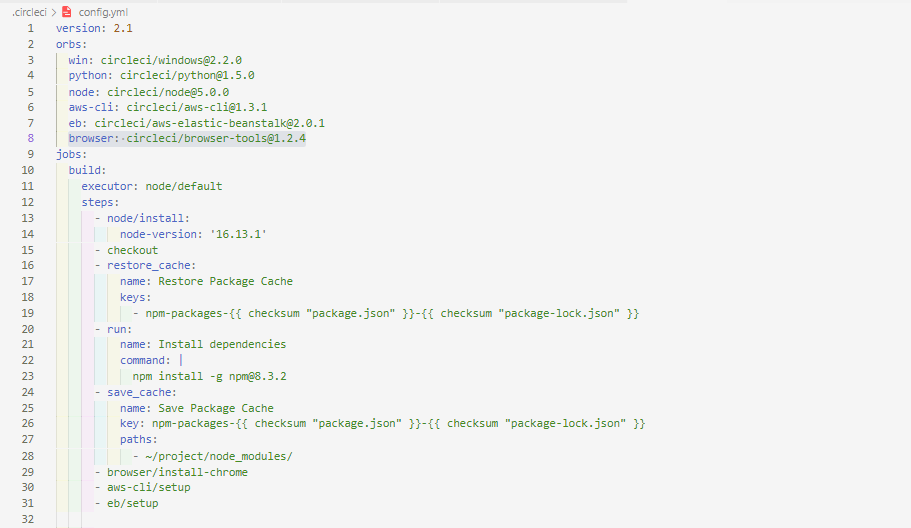 .circleci > config.yml
1 version: 2.1
2 orbs:
3   win: circleci/windows@2.2.0
4   python: circleci/python@1.5.0
5   node: circleci/node@5.0.0
6   aws-cli: circleci/aws-cli@1.3.1
7   eb: circleci/aws-elastic-beanstalk@2.0.1
8   browser: circleci/browser-tools@1.2.4
9 jobs:
10   build:
11     executor: node/default
12     steps:
13       - node/install:
14           node-version: '16.13.1'
15       - checkout
16       - restore_cache:
17           name: Restore Package Cache
18           keys:
19             - npm-packages-{{ checksum "package.json" }}-{{ checksum "package-lock.json" }}
20       - run:
21           name: Install dependencies
22           command: |
23             npm install -g npm@8.3.2
24       - save_cache:
25           name: Save Package Cache
26           key: npm-packages-{{ checksum "package.json" }}-{{ checksum "package-lock.json" }}
27           paths:
28             - ~/project/node_modules/
29       - browser/install-chrome
30       - aws-cli/setup
31       - eb/setup
32